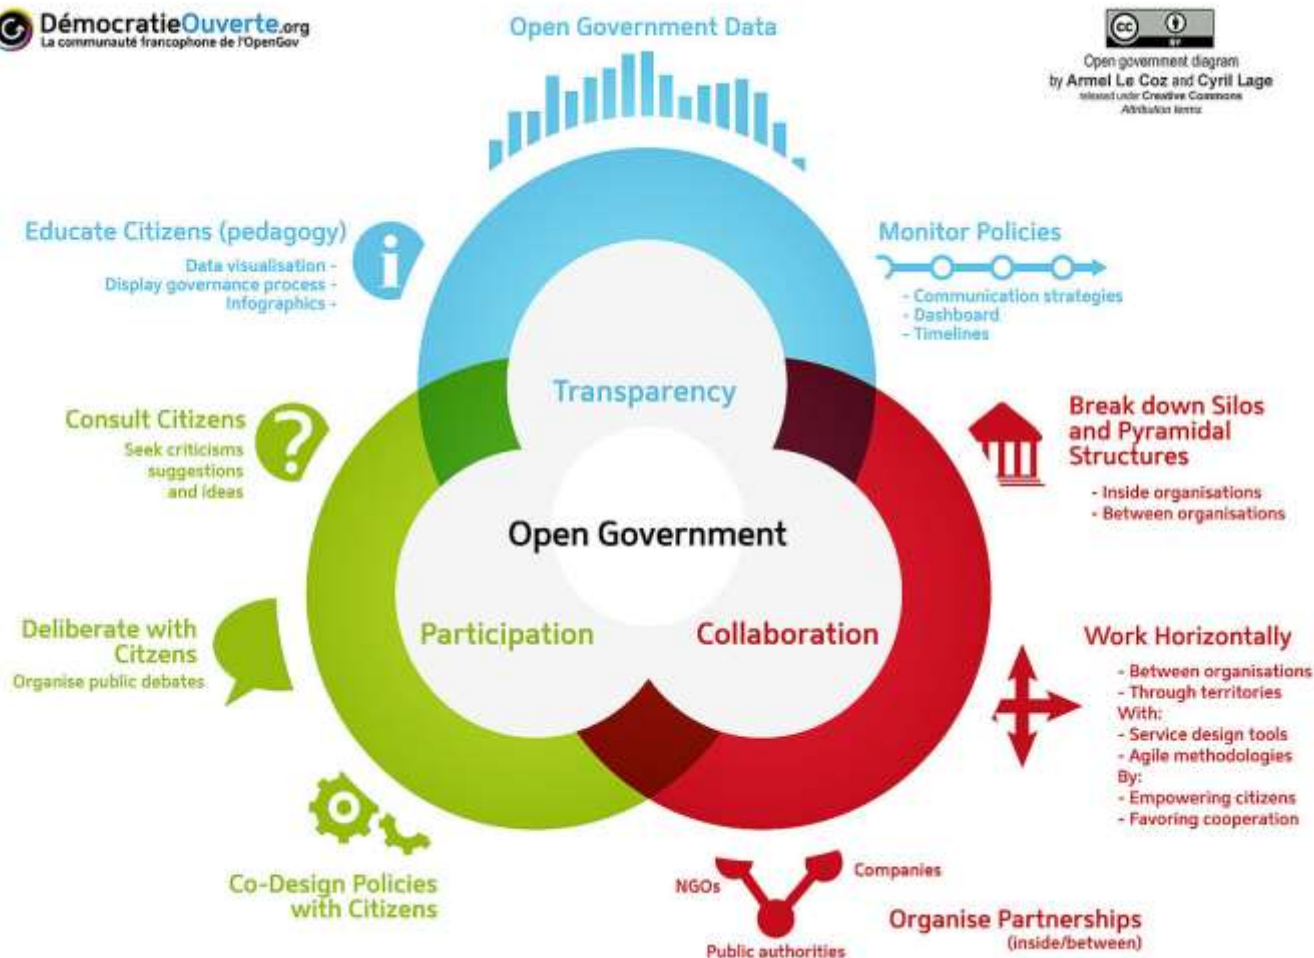 DémocratieOuverte.org
La communauté francophone de l'OpenGov
Open Government Data
cc
BY
Open government diagram
by Armel Le Coz and Cyril Lage
released under Creative Commons
Attribution terms
Educate Citizens (pedagogy)
Data visualisation -
Display governance process -
Infographics -
Monitor Policies
- Communication strategies
- Dashboard
- Timelines
Transparency
Consult Citizens
Seek criticisms
suggestions
and ideas
Break down Silos
and Pyramidal
Structures
- Inside organisations
- Between organisations
Open Government
Deliberate with
Citzens
Organise public debates
Participation
Collaboration
Work Horizontally
- Between organisations
- Through territories
With:
- Service design tools
- Agile methodologies
By:
- Empowering citizens
- Favoring cooperation
Co-Design Policies
with Citizens
NGOs
Companies
Public authorities
Organise Partnerships
(inside/between)